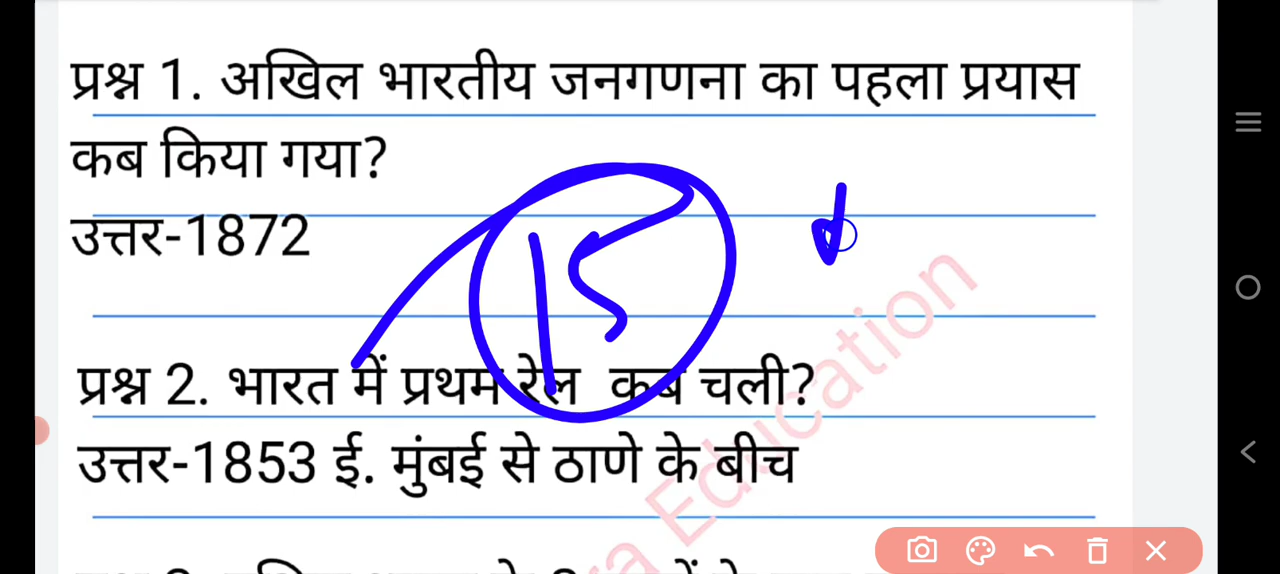 प्रश्न 1. अखिल भारतीय जनगणना का पहला प्रयास
कब किया गया?
उत्तर-1872
15
प्रश्न 2. भारत में प्रथम रेल कब चली?
उत्तर-1853 ई. मुंबई से ठाणे के बीच
Education